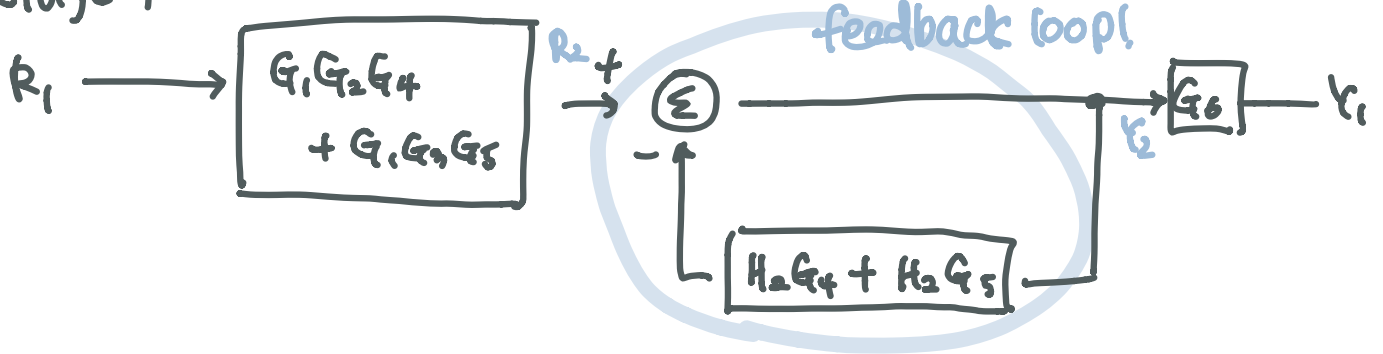 feedback loop!
R₁
G₁G₂G₄
+ G₁G₃G₅
R₂
+
Σ
-
Y₂
G₆
Y₁
H₂G₄ + H₂G₅